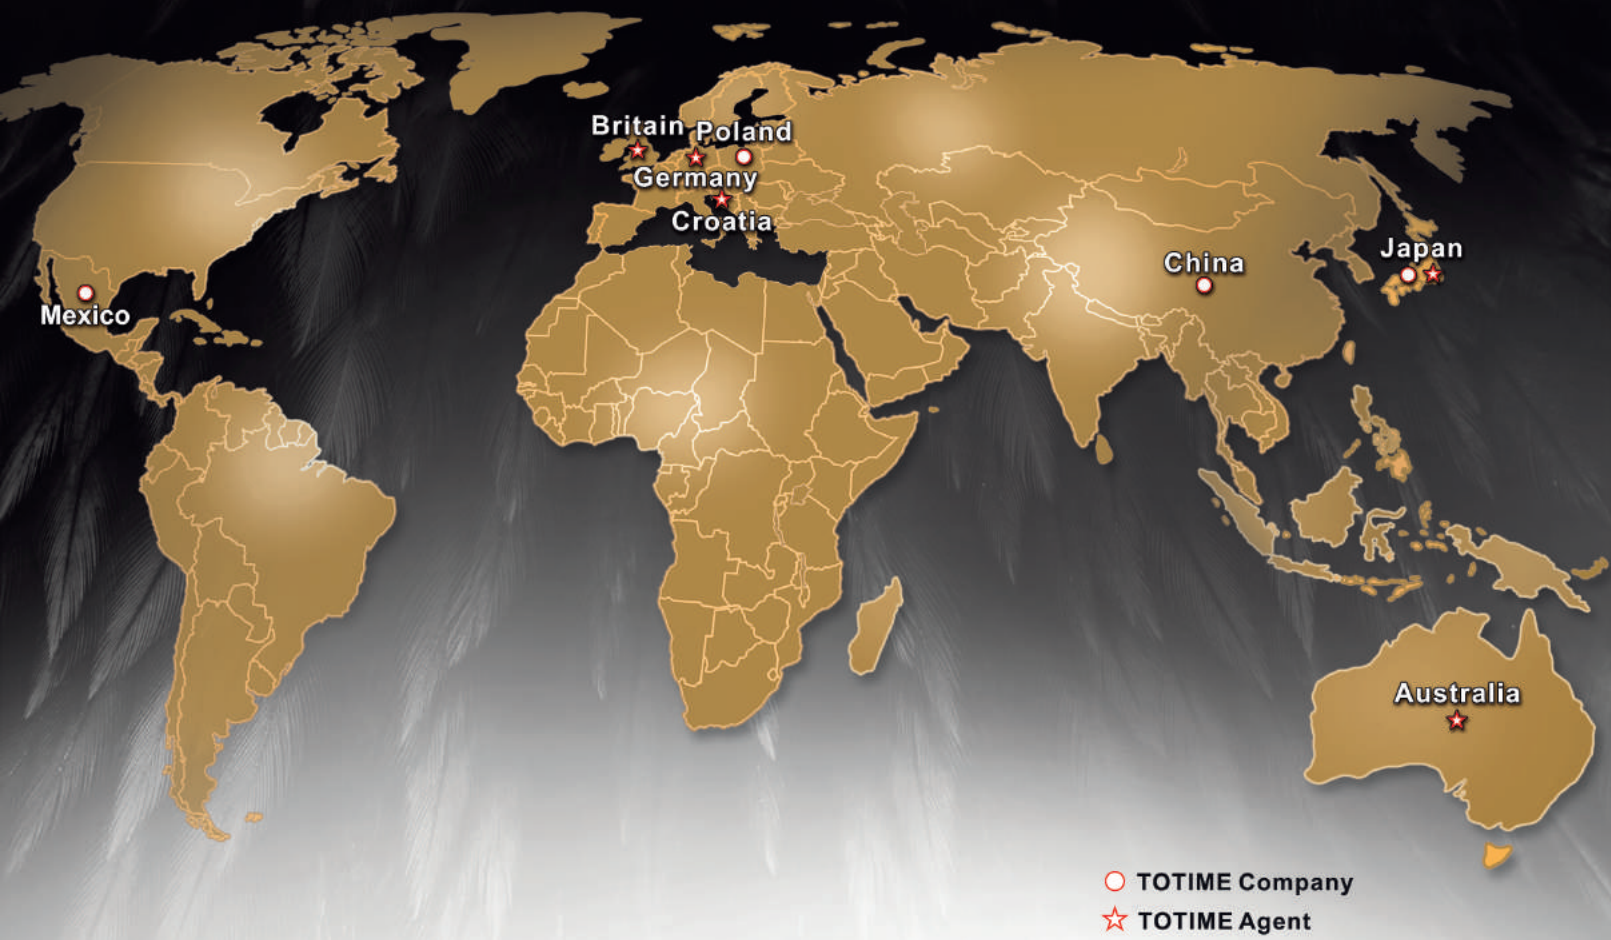 Britain
Poland
Germany
Croatia
China
Japan
Mexico
Australia
TOTIME Company
TOTIME Agent